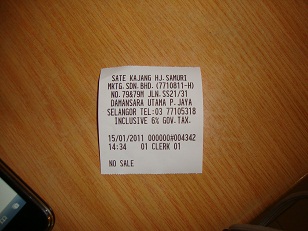 SATE KAJANG HJ.SAMURI
MKTG.SDN.BHD.(7710811-H)
NO.79&79M JLN.SS21/31
DAMANSARA UTAMA P.JAYA
SELANGOR TEL:03 77105318
INCLUSIVE 6% GOV.TAX.
15/01/2011 000000#004342
14:34 01 CLERK 01
NO SALE